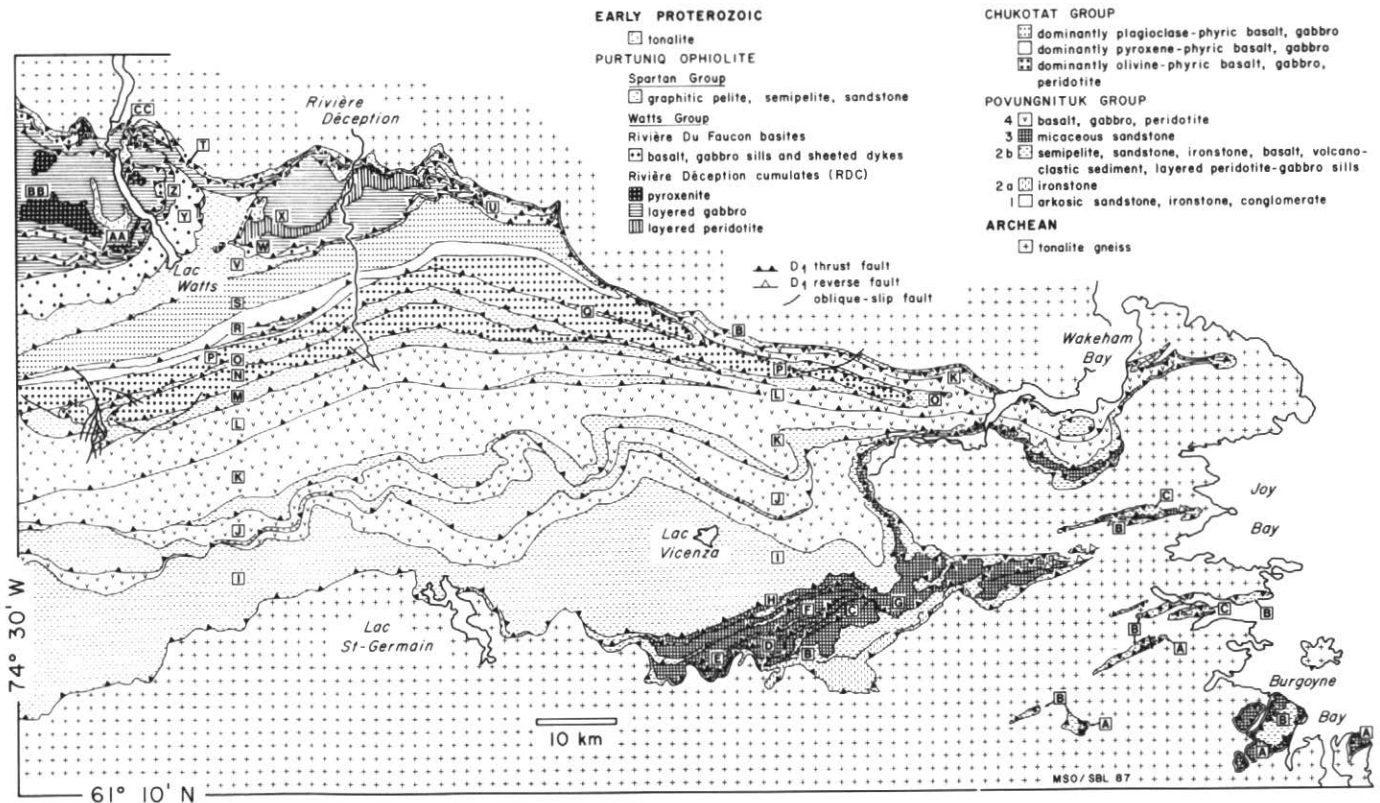 EARLY PROTEROZOIC
tonalite
PURTUNIQ OPHIOLITE
Spartan Group
graphitic pelite, semipelite, sandstone
Watts Group
Rivière Du Faucon basites
basalt, gabbro sills and sheeted dykes
Rivière Déception cumulates (RDC)
pyroxenite
layered gabbro
layered peridotite
CHUKOTAT GROUP
dominantly plagioclase-phyric basalt, gabbro
dominantly pyroxene-phyric basalt, gabbro
dominantly olivine-phyric basalt, gabbro,
peridotite
POVUNGNITUK GROUP
4 basalt, gabbro, peridotite
3 micaceous sandstone
2b semipelite, sandstone, ironstone, basalt, volcano-
clastic sediment, layered peridotite-gabbro sills
2a ironstone
1 arkosic sandstone, ironstone, conglomerate
ARCHEAN
tonalite gneiss
D1 thrust fault
D1 reverse fault
oblique-slip fault
CC
Rivière
Déception
T
BB
Z
Y
X
U
AA
W
Lac
Watts
V
S
R
Q
B
P
O
N
M
L
K
J
I
P
L
K
O
K
J
I
Wakeham
Bay
Joy
Bay
C
B
Lac
Vicenza
H
F
C
G
E
D
B
Lac
St-Germain
C
B
B
A
B
A
Burgoyne
Bay
B
A
A
10 km
MSO/SBL 87
74° 30' W
61° 10' N